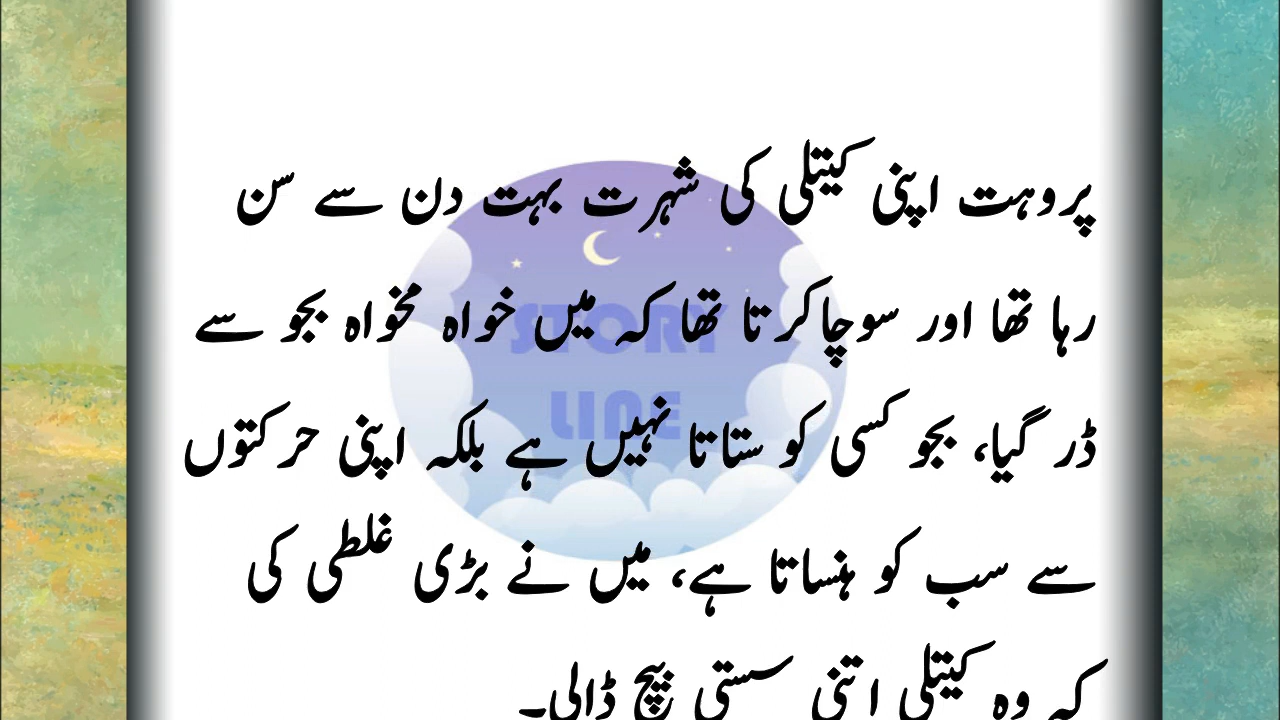 پروہت اپنی کیتلی کی شہرت بہت دن سے سن
رہا تھا اور سوچا کرتا تھا کہ میں خواہ مخواہ بجو سے
ڈر گیا، بجو کسی کو ستاتا نہیں ہے بلکہ اپنی حرکتوں
سے سب کو ہنساتا ہے، میں نے بڑی غلطی کی
کہ وہ کیتلی اتنی سستی بیچ ڈالی۔
STORY
LINE